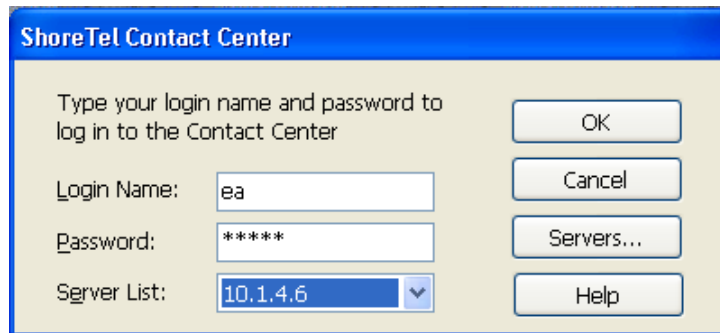 ShoreTel Contact Center
Type your login name and password to
log in to the Contact Center
OK
Login Name: ea
Cancel
Password: *****
Servers...
Server List: 10.1.4.6
Help